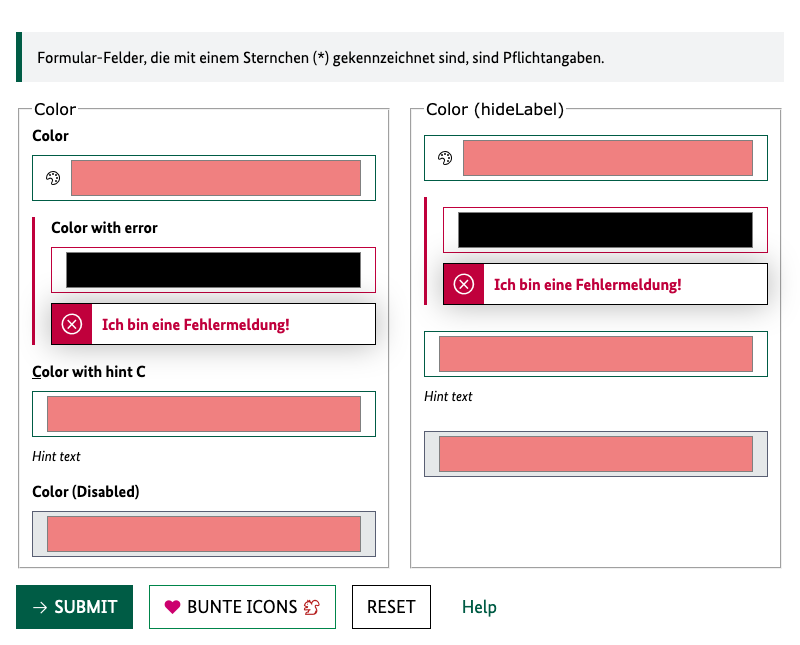 Formular-Felder, die mit einem Sternchen (*) gekennzeichnet sind, sind Pflichtangaben.
Color
Color
Color with error
Ich bin eine Fehlermeldung!
Color with hint C
Hint text
Color (Disabled)
Color (hideLabel)
Ich bin eine Fehlermeldung!
Hint text
SUBMIT
BUNTE ICONS
RESET
Help